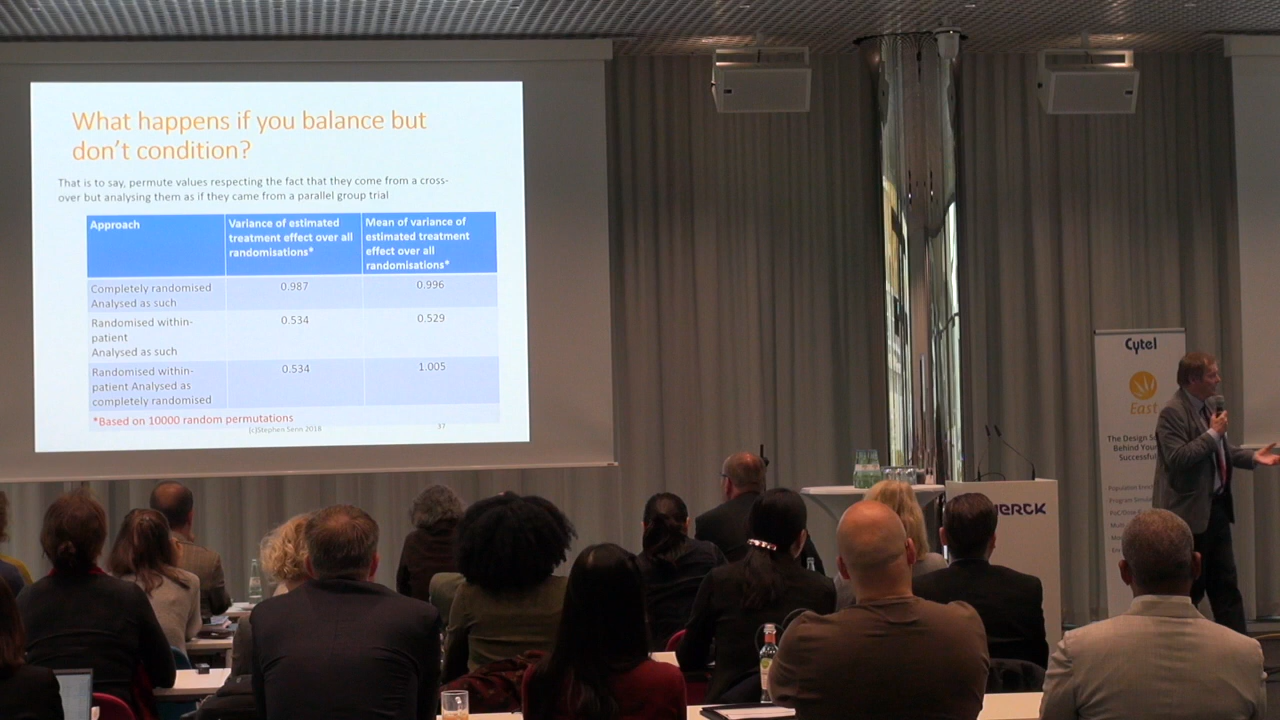 What happens if you balance but
don't condition?
That is to say, permute values respecting the fact that they come from a cross-
over but analysing them as if they came from a parallel group trial
Approach
Variance of estimated
treatment effect over all
randomisations*
Mean of variance of
estimated treatment
effect over all
randomisations*
Completely randomised
Analysed as such
0.987
0.996
Randomised within-
patient
Analysed as such
0.534
0.529
Randomised within-
patient Analysed as
completely randomised
0.534
1.005
*Based on 10000 random permutations
(c)Stephen Senn 2018
37
Cytel
East
The Design
Behind
Successful
Population
Program
MERCK